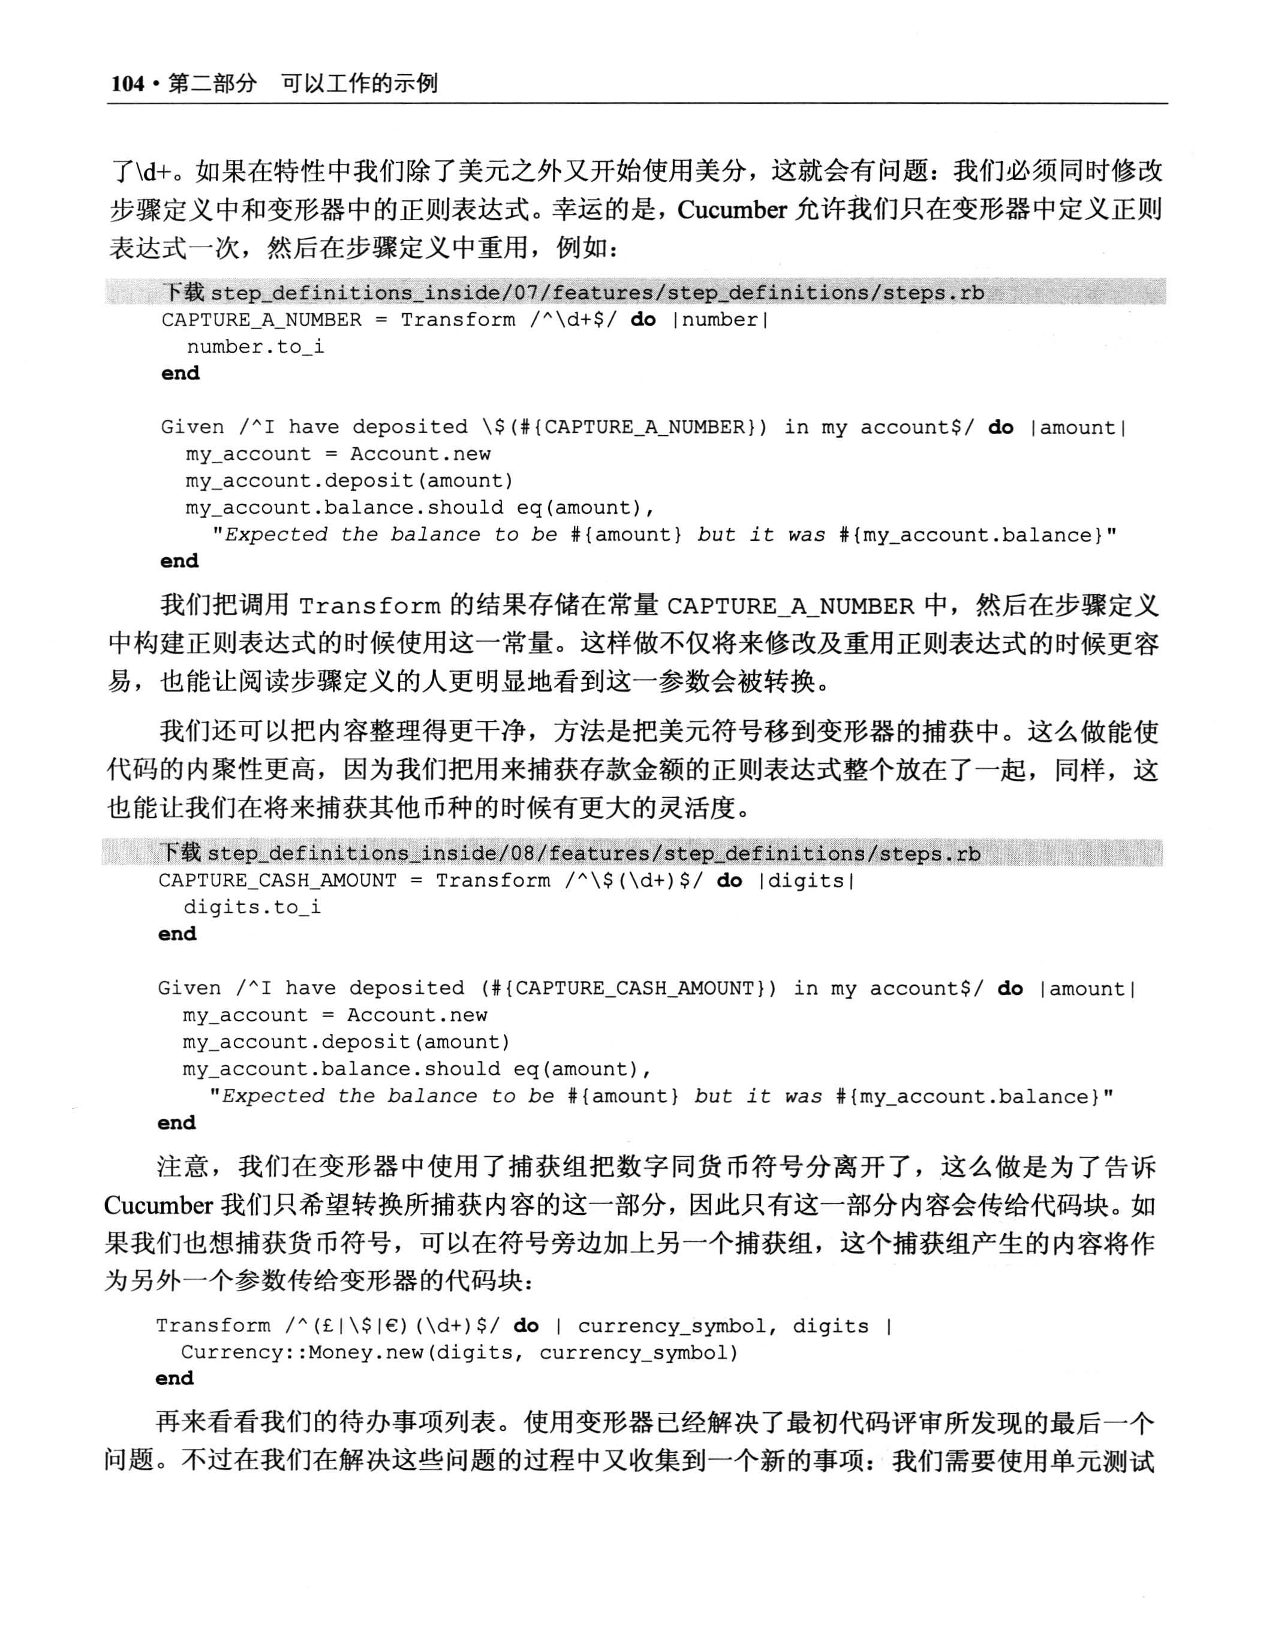 104 • 第二部分 可以工作的示例
了\d+。如果在特性中我们除了美元之外又开始使用美分，这就会有问题：我们必须同时修改
步骤定义中和变形器中的正则表达式。幸运的是，Cucumber 允许我们只在变形器中定义正则
表达式一次，然后在步骤定义中重用，例如：
下载 step_definitions_inside/07/features/step_definitions/steps.rb
CAPTURE_A_NUMBER = Transform /^\d+$/ do |number|
  number.to_i
end
Given /^I have deposited \$(#{CAPTURE_A_NUMBER}) in my account$/ do |amount|
  my_account = Account.new
  my_account.deposit(amount)
  my_account.balance.should eq(amount),
    "Expected the balance to be #{amount} but it was #{my_account.balance}"
end
我们把调用 Transform 的结果存储在常量 CAPTURE_A_NUMBER 中，然后在步骤定义
中构建正则表达式的时候使用这一常量。这样做不仅将来修改及重用正则表达式的时候更容
易，也能让阅读步骤定义的人更明显地看到这一参数会被转换。
我们还可以把内容整理得更干净，方法是把美元符号移到变形器的捕获中。这么做能使
代码的内聚性更高，因为我们把用来捕获存款金额的正则表达式整个放在了一起，同样，这
也能让我们在将来捕获其他币种的时候有更大的灵活度。
下载 step_definitions_inside/08/features/step_definitions/steps.rb
CAPTURE_CASH_AMOUNT = Transform /^\$(\d+)$/ do |digits|
  digits.to_i
end
Given /^I have deposited (#{CAPTURE_CASH_AMOUNT}) in my account$/ do |amount|
  my_account = Account.new
  my_account.deposit(amount)
  my_account.balance.should eq(amount),
    "Expected the balance to be #{amount} but it was #{my_account.balance}"
end
注意，我们在变形器中使用了捕获组把数字同货币符号分离开了，这么做是为了告诉
Cucumber 我们只希望转换所捕获内容的这一部分，因此只有这一部分内容会传给代码块。如
果我们也想捕获货币符号，可以在符号旁边加上另一个捕获组，这个捕获组产生的内容将作
为另外一个参数传给变形器的代码块：
Transform /^(£|\$|€)(\d+)$/ do | currency_symbol, digits |
  Currency::Money.new(digits, currency_symbol)
end
再来看看我们的待办事项列表。使用变形器已经解决了最初代码评审所发现的最后一个
问题。不过在我们在解决这些问题的过程中又收集到一个新的事项：我们需要使用单元测试